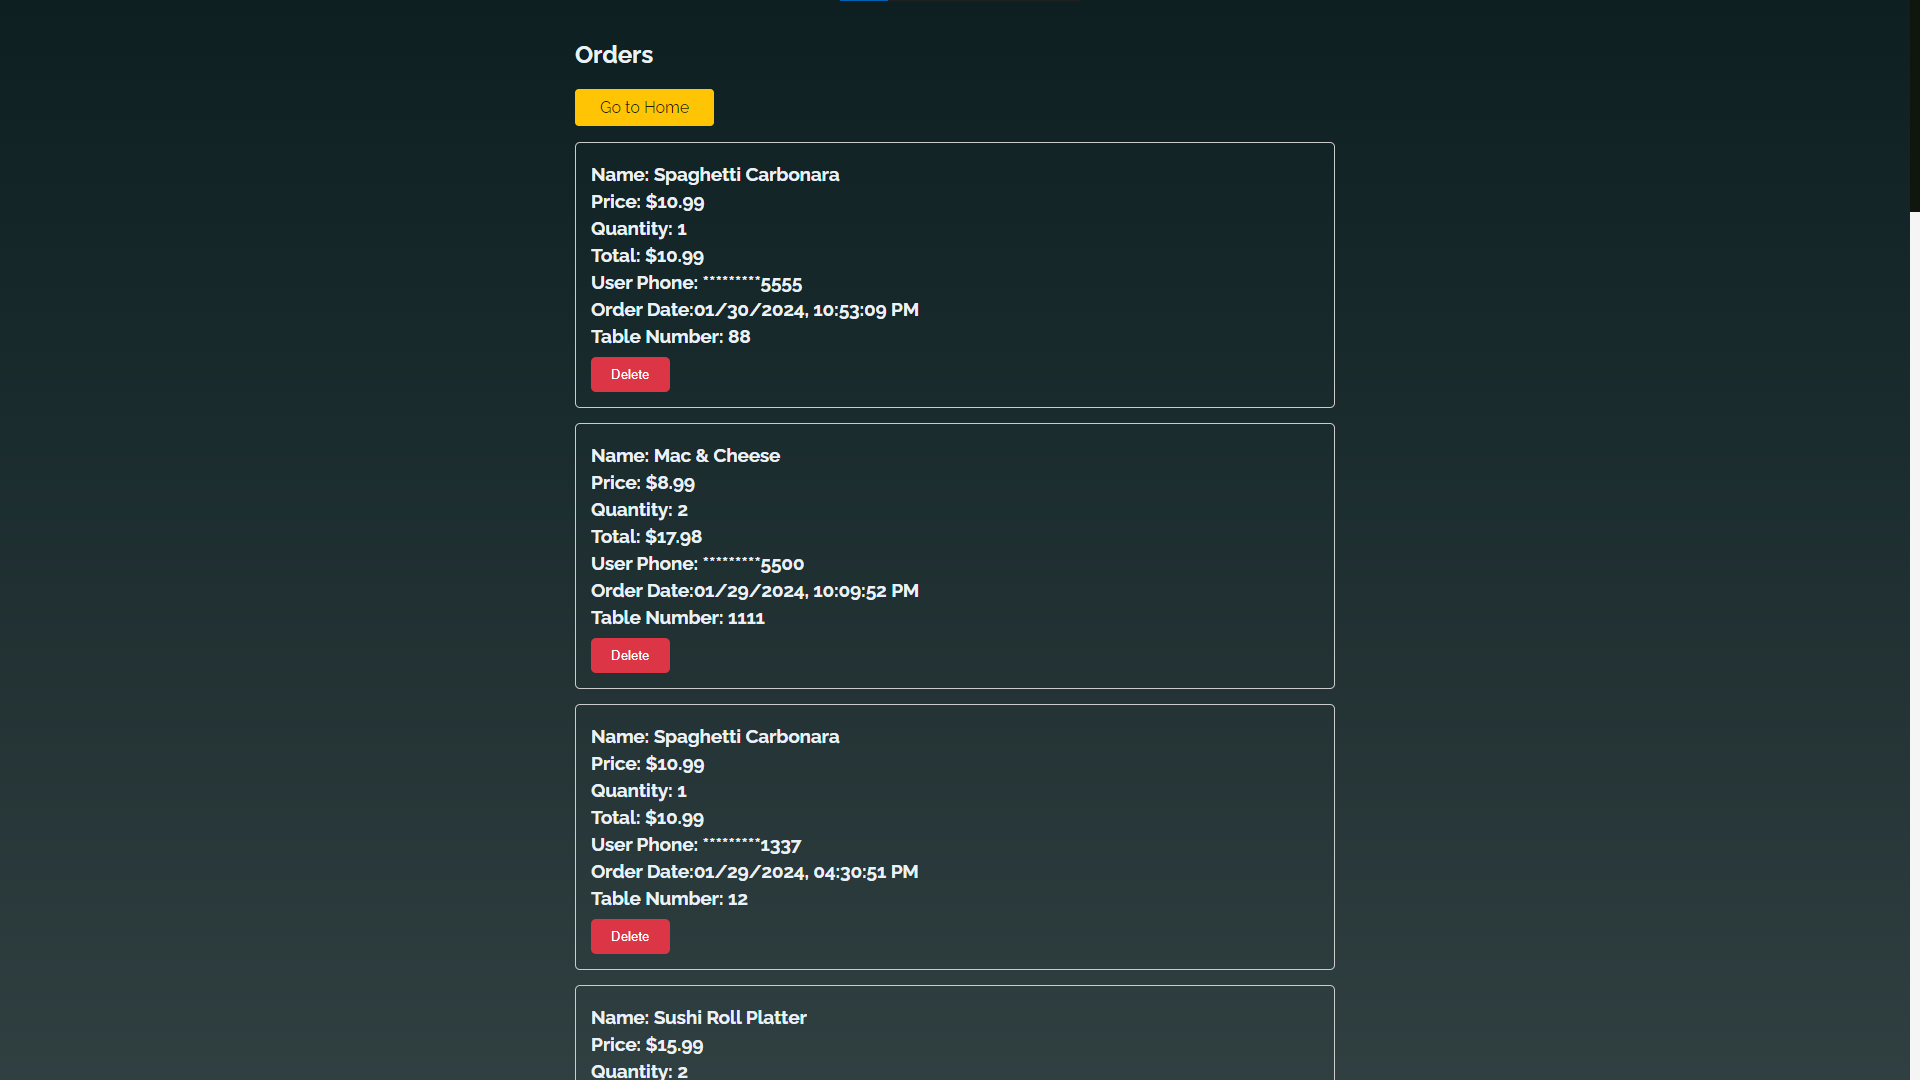 Orders
Go to Home
Name: Spaghetti Carbonara
Price: $10.99
Quantity: 1
Total: $10.99
User Phone: *********5555
Order Date:01/30/2024, 10:53:09 PM
Table Number: 88
Delete
Name: Mac & Cheese
Price: $8.99
Quantity: 2
Total: $17.98
User Phone: *********5500
Order Date:01/29/2024, 10:09:52 PM
Table Number: 1111
Delete
Name: Spaghetti Carbonara
Price: $10.99
Quantity: 1
Total: $10.99
User Phone: *********1337
Order Date:01/29/2024, 04:30:51 PM
Table Number: 12
Delete
Name: Sushi Roll Platter
Price: $15.99
Quantity: 2